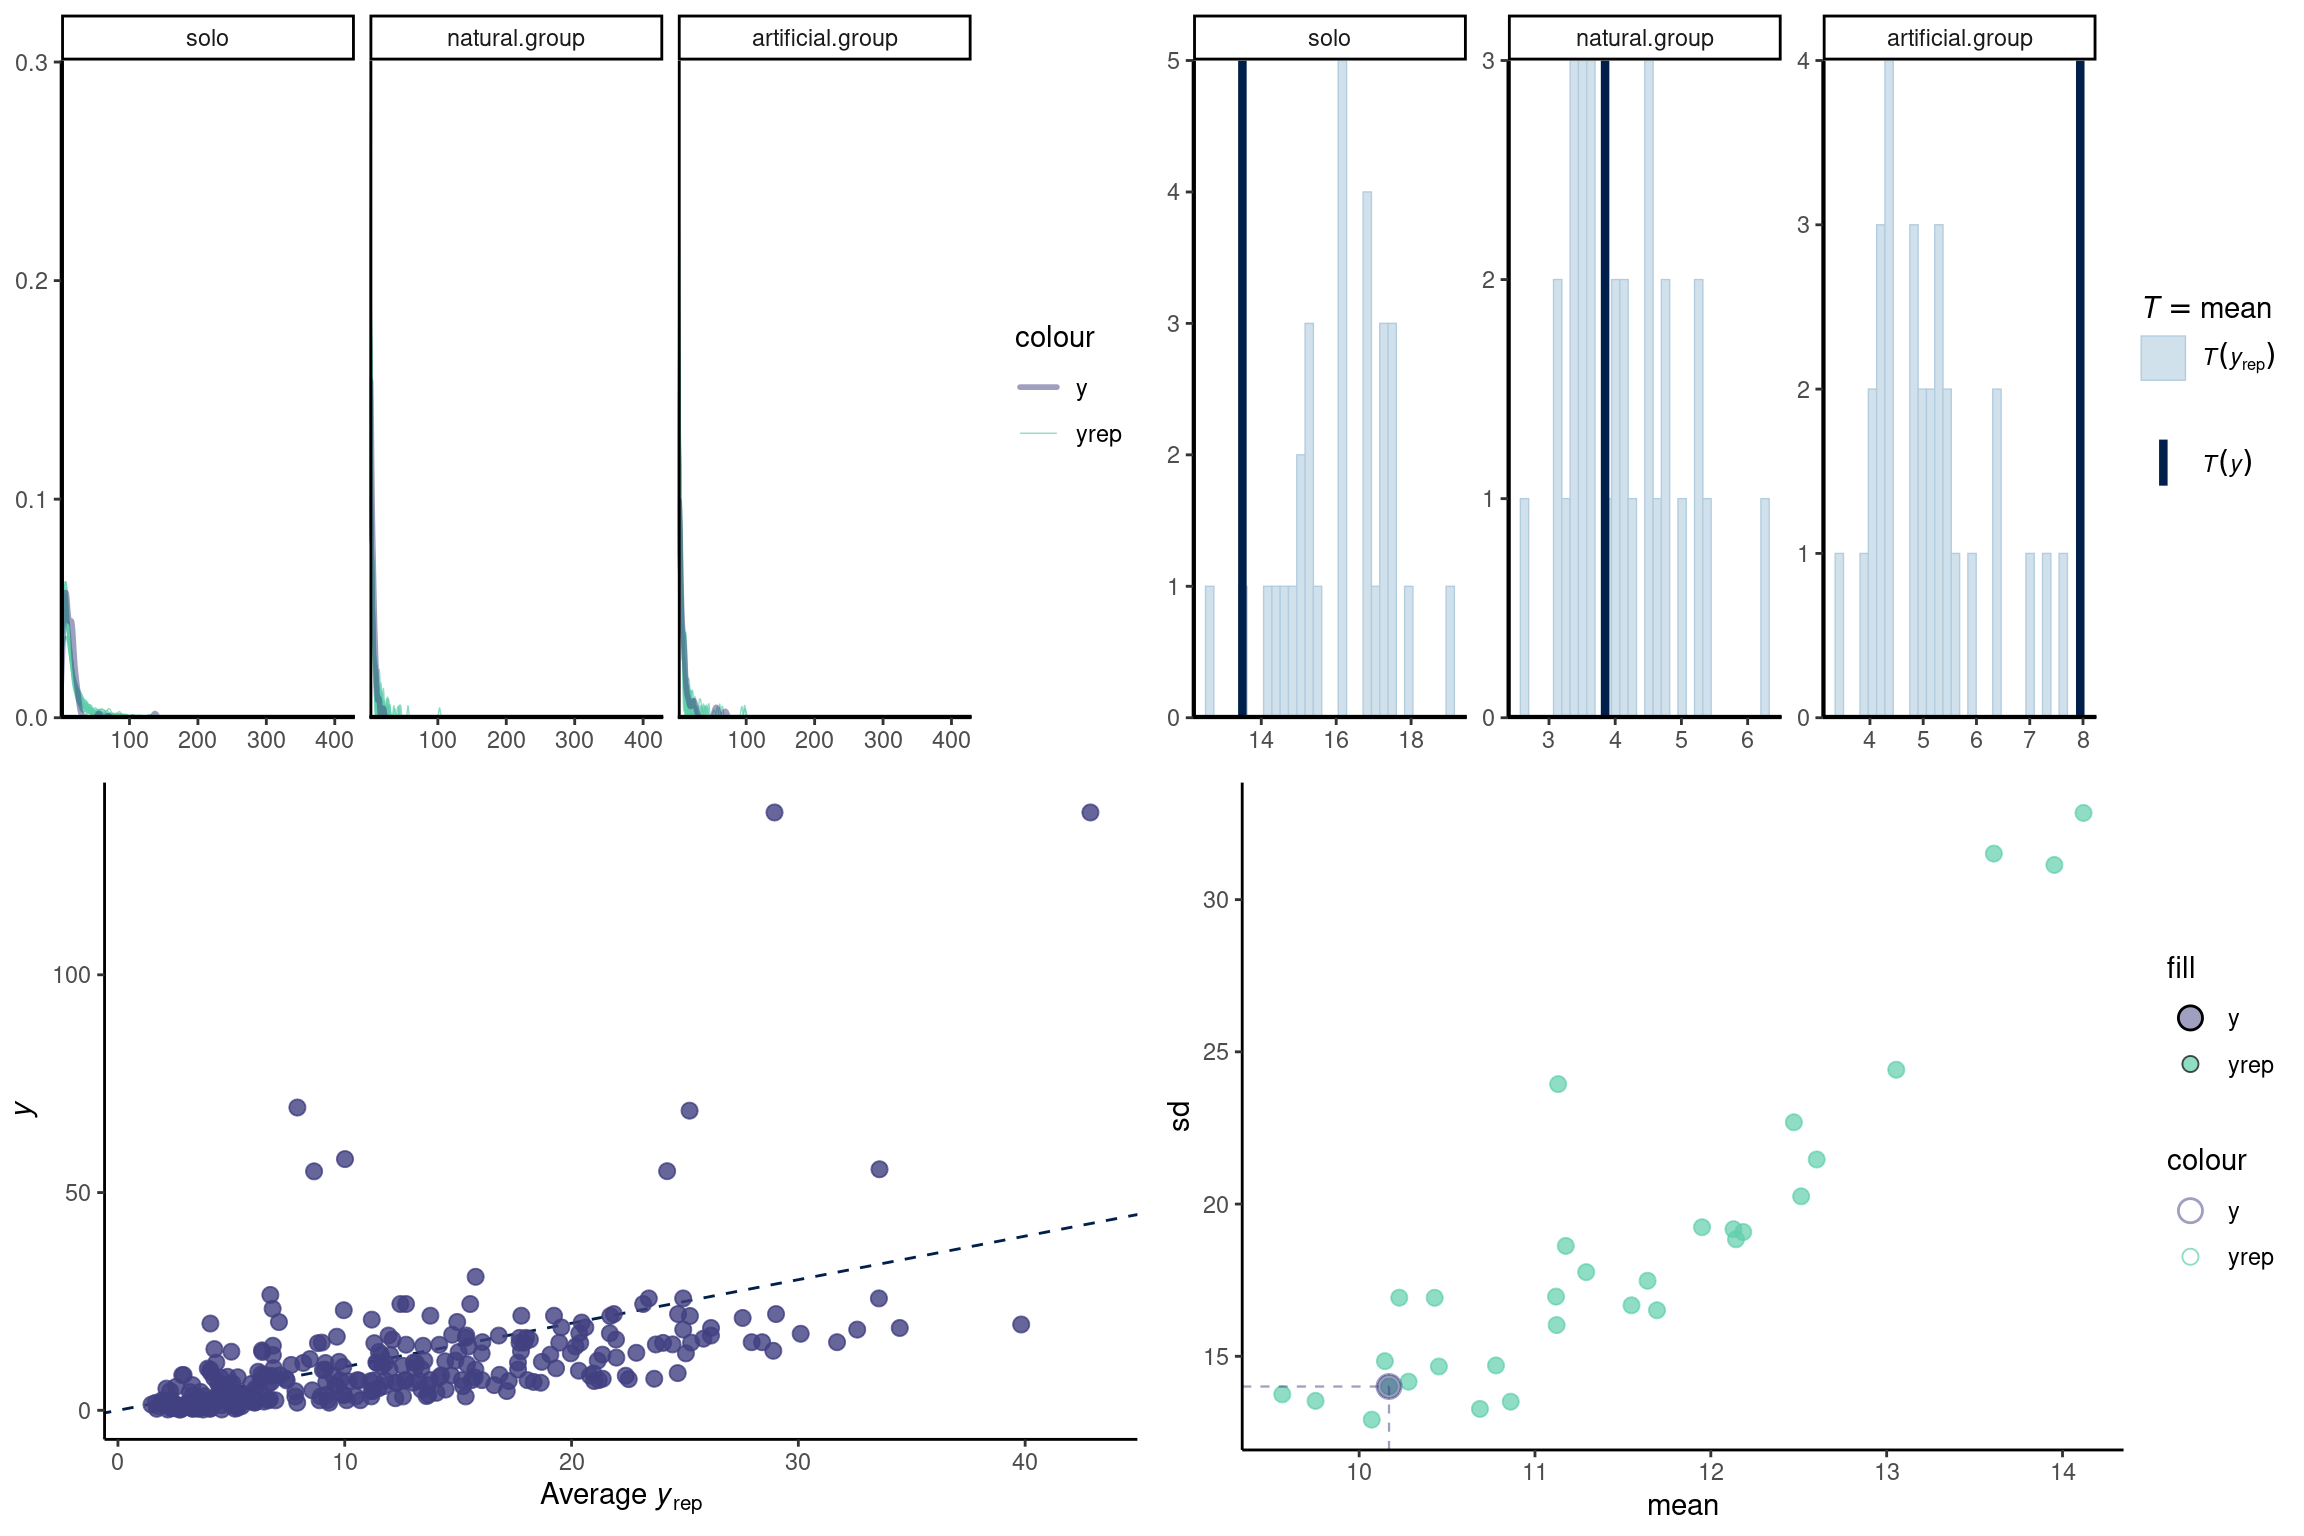 solo natural.group artificial.group
0.3
0.2
0.1
0.0
100 200 300 400 100 200 300 400 100 200 300 400
colour
y
yrep
solo natural.group artificial.group
5 3 4
4
3
2
1
0
2
1
0
3
2
1
0
14 16 18 3 4 5 6 4 5 6 7 8
T = mean
T(yrep)
T(y)
y
100
50
0
0 10 20 30 40
Average yrep
sd
30
25
20
15
10 11 12 13 14
mean
fill
y
yrep
colour
y
yrep